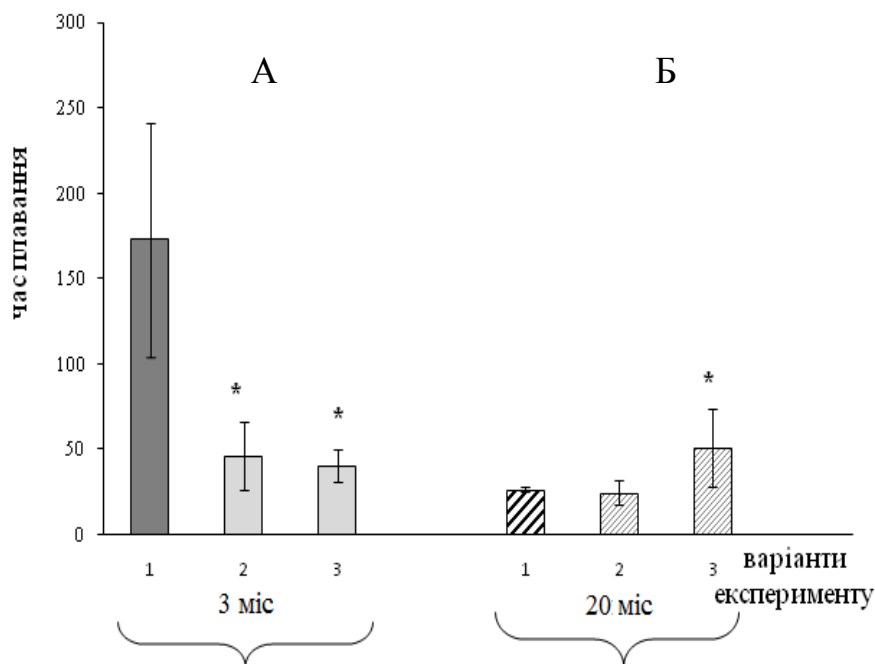 300
250
200
150
100
50
0
час плавання
А
Б
*
*
*
1 2 3
1 2 3
3 міс
20 міс
варіанти
експерименту